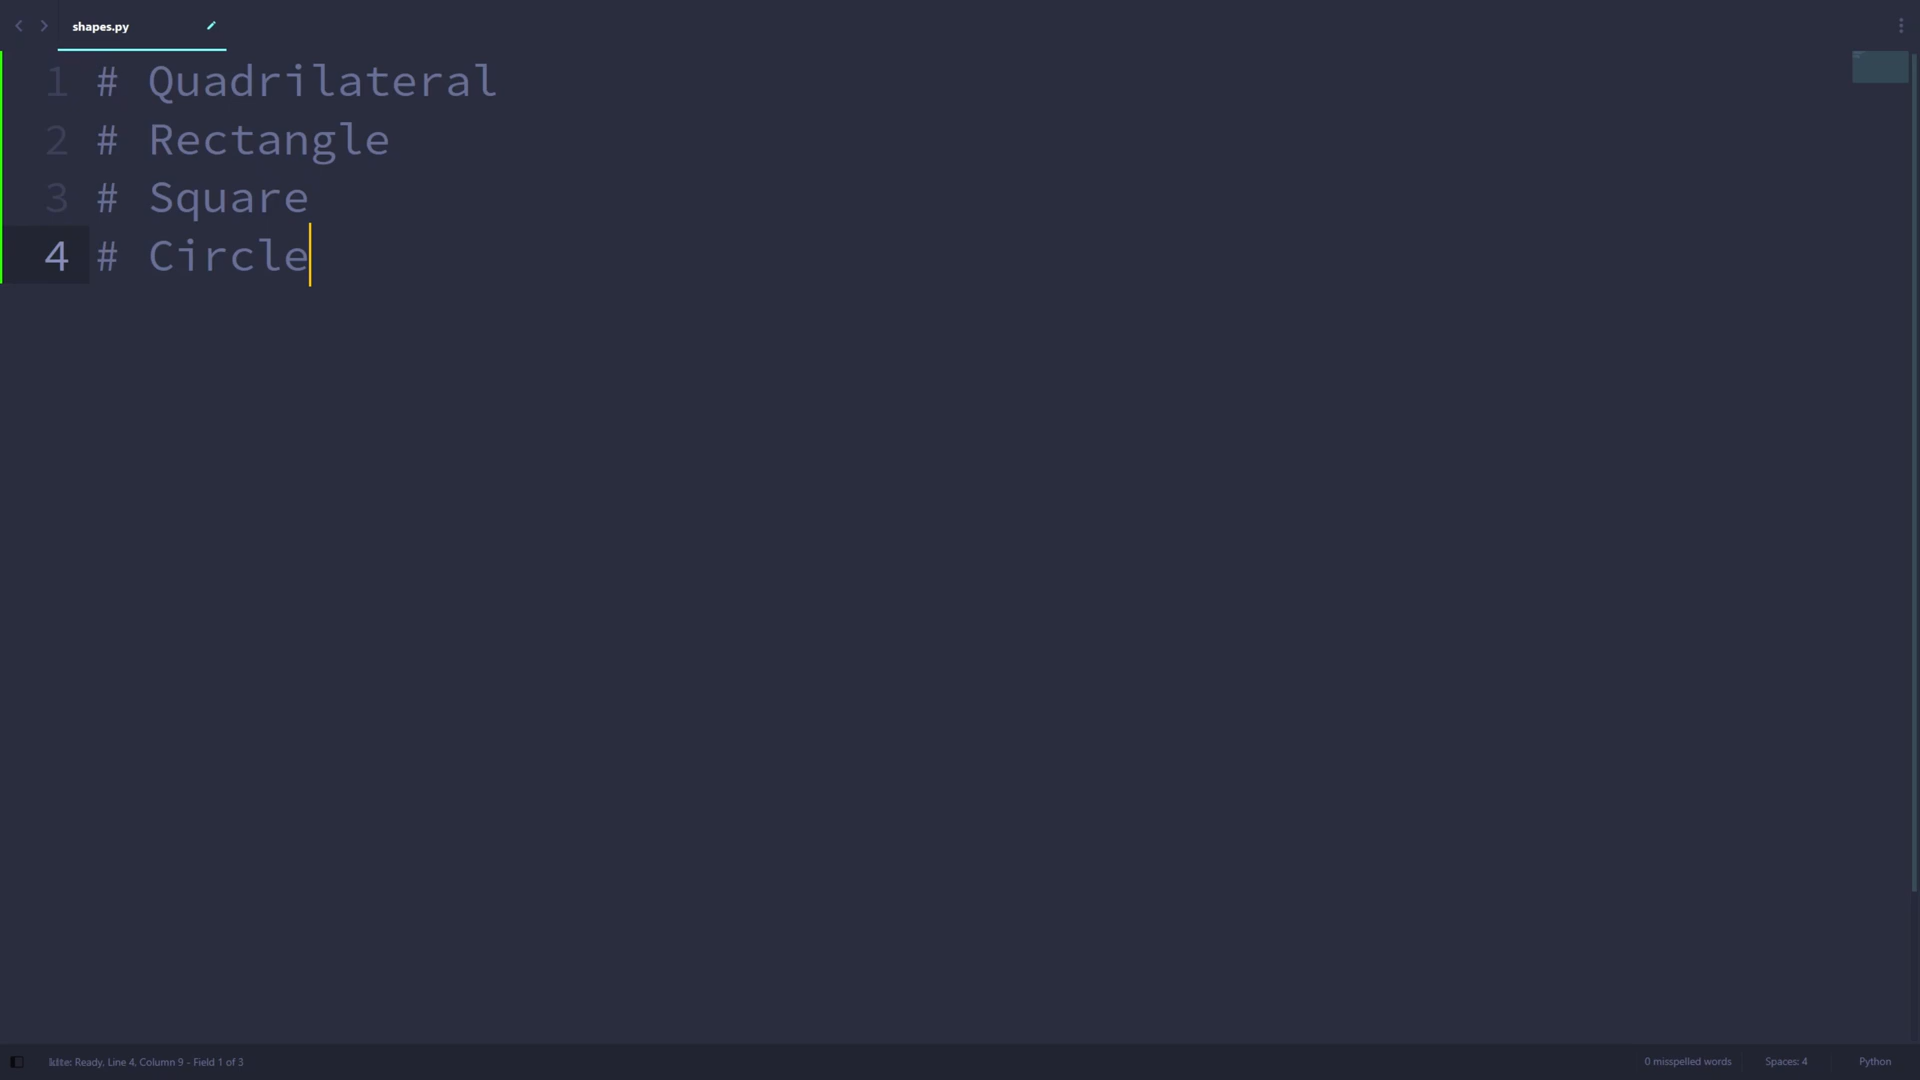 shapes.py
1 # Quadrilateral
2 # Rectangle
3 # Square
4 # Circle
Ready, Line 4, Column 9 - Field 1 of 3
0 misspelled words
Spaces: 4
Python